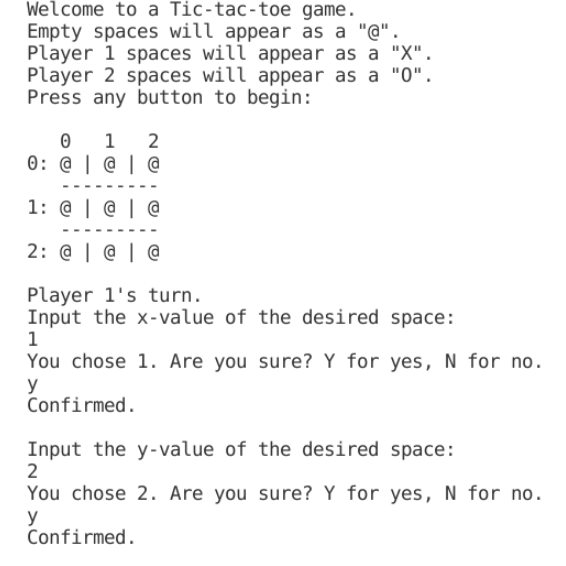 Welcome to a Tic-tac-toe game.
Empty spaces will appear as a "@".
Player 1 spaces will appear as a "X".
Player 2 spaces will appear as a "O".
Press any button to begin:

   0   1   2
0: @ | @ | @
   ---------
1: @ | @ | @
   ---------
2: @ | @ | @

Player 1's turn.
Input the x-value of the desired space:
1
You chose 1. Are you sure? Y for yes, N for no.
y
Confirmed.

Input the y-value of the desired space:
2
You chose 2. Are you sure? Y for yes, N for no.
y
Confirmed.